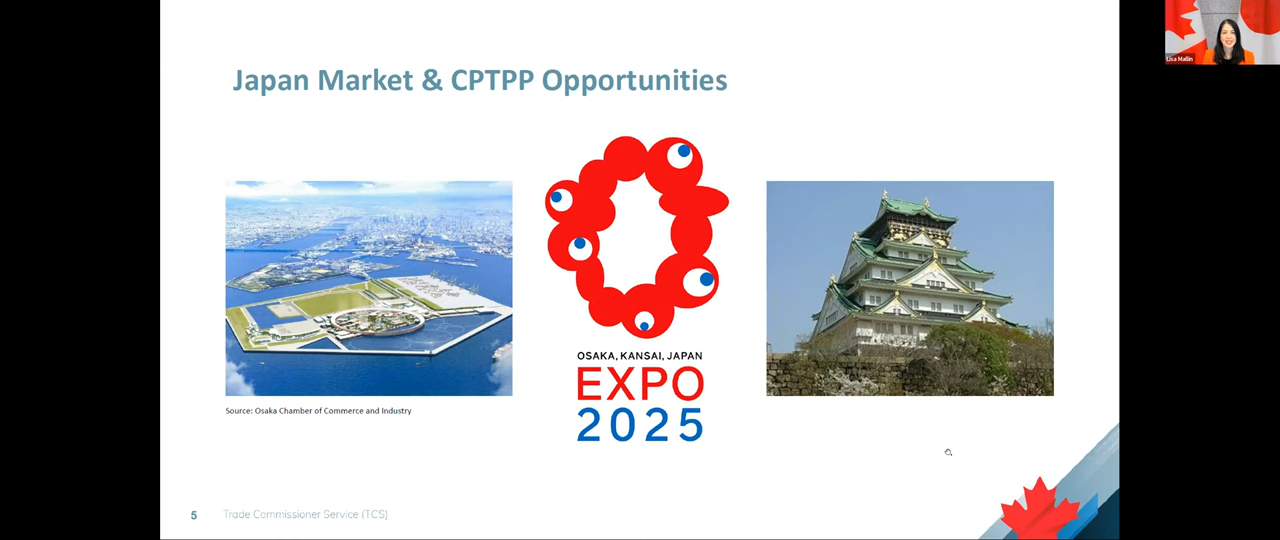 Japan Market & CPTPP Opportunities
Lisa Mallin
OSAKA, KANSAI, JAPAN
EXPO
2025
Source: Osaka Chamber of Commerce and Industry
5 Trade Commissioner Service (TCS)